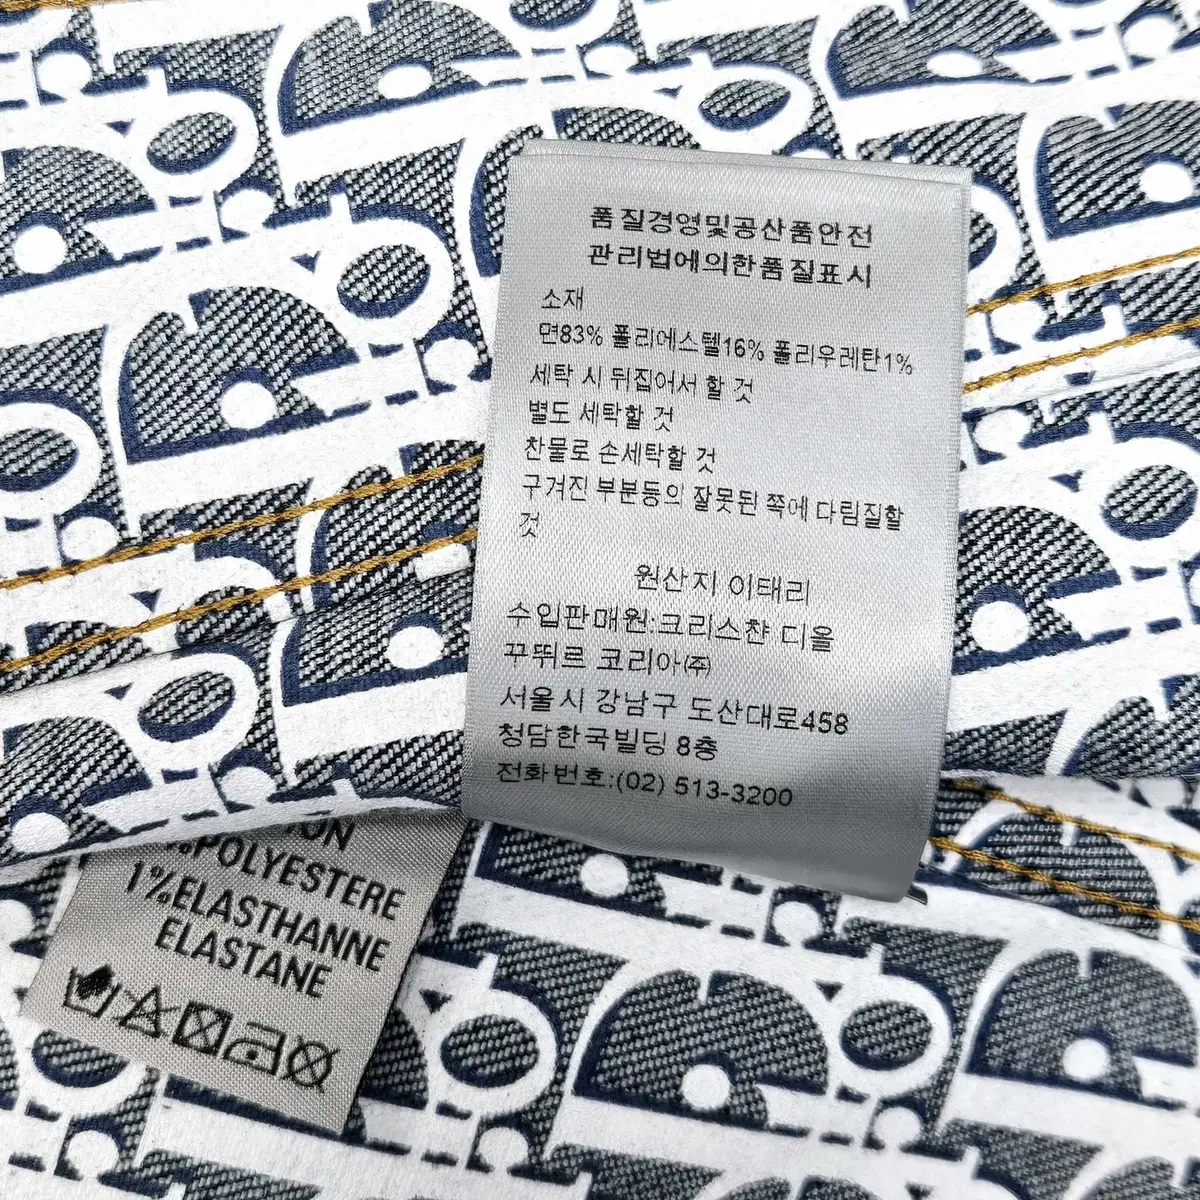 품질경영및공산품안전
관리법에의한품질표시
소재
면83% 폴리에스텔16% 폴리우레탄1%
세탁 시 뒤집어서 할 것
별도 세탁할 것
찬물로 손세탁할 것
구겨진 부분등의 잘못된 쪽에 다림질할
것
원산지 이태리
수입판매원:크리스챤 디올
꾸뛰르 코리아㈜
서울시 강남구 도산대로458
청담한국빌딩 8층
전화번호:(02) 513-3200
POLYESTERE
1%ELASTHANNE
ELASTANE